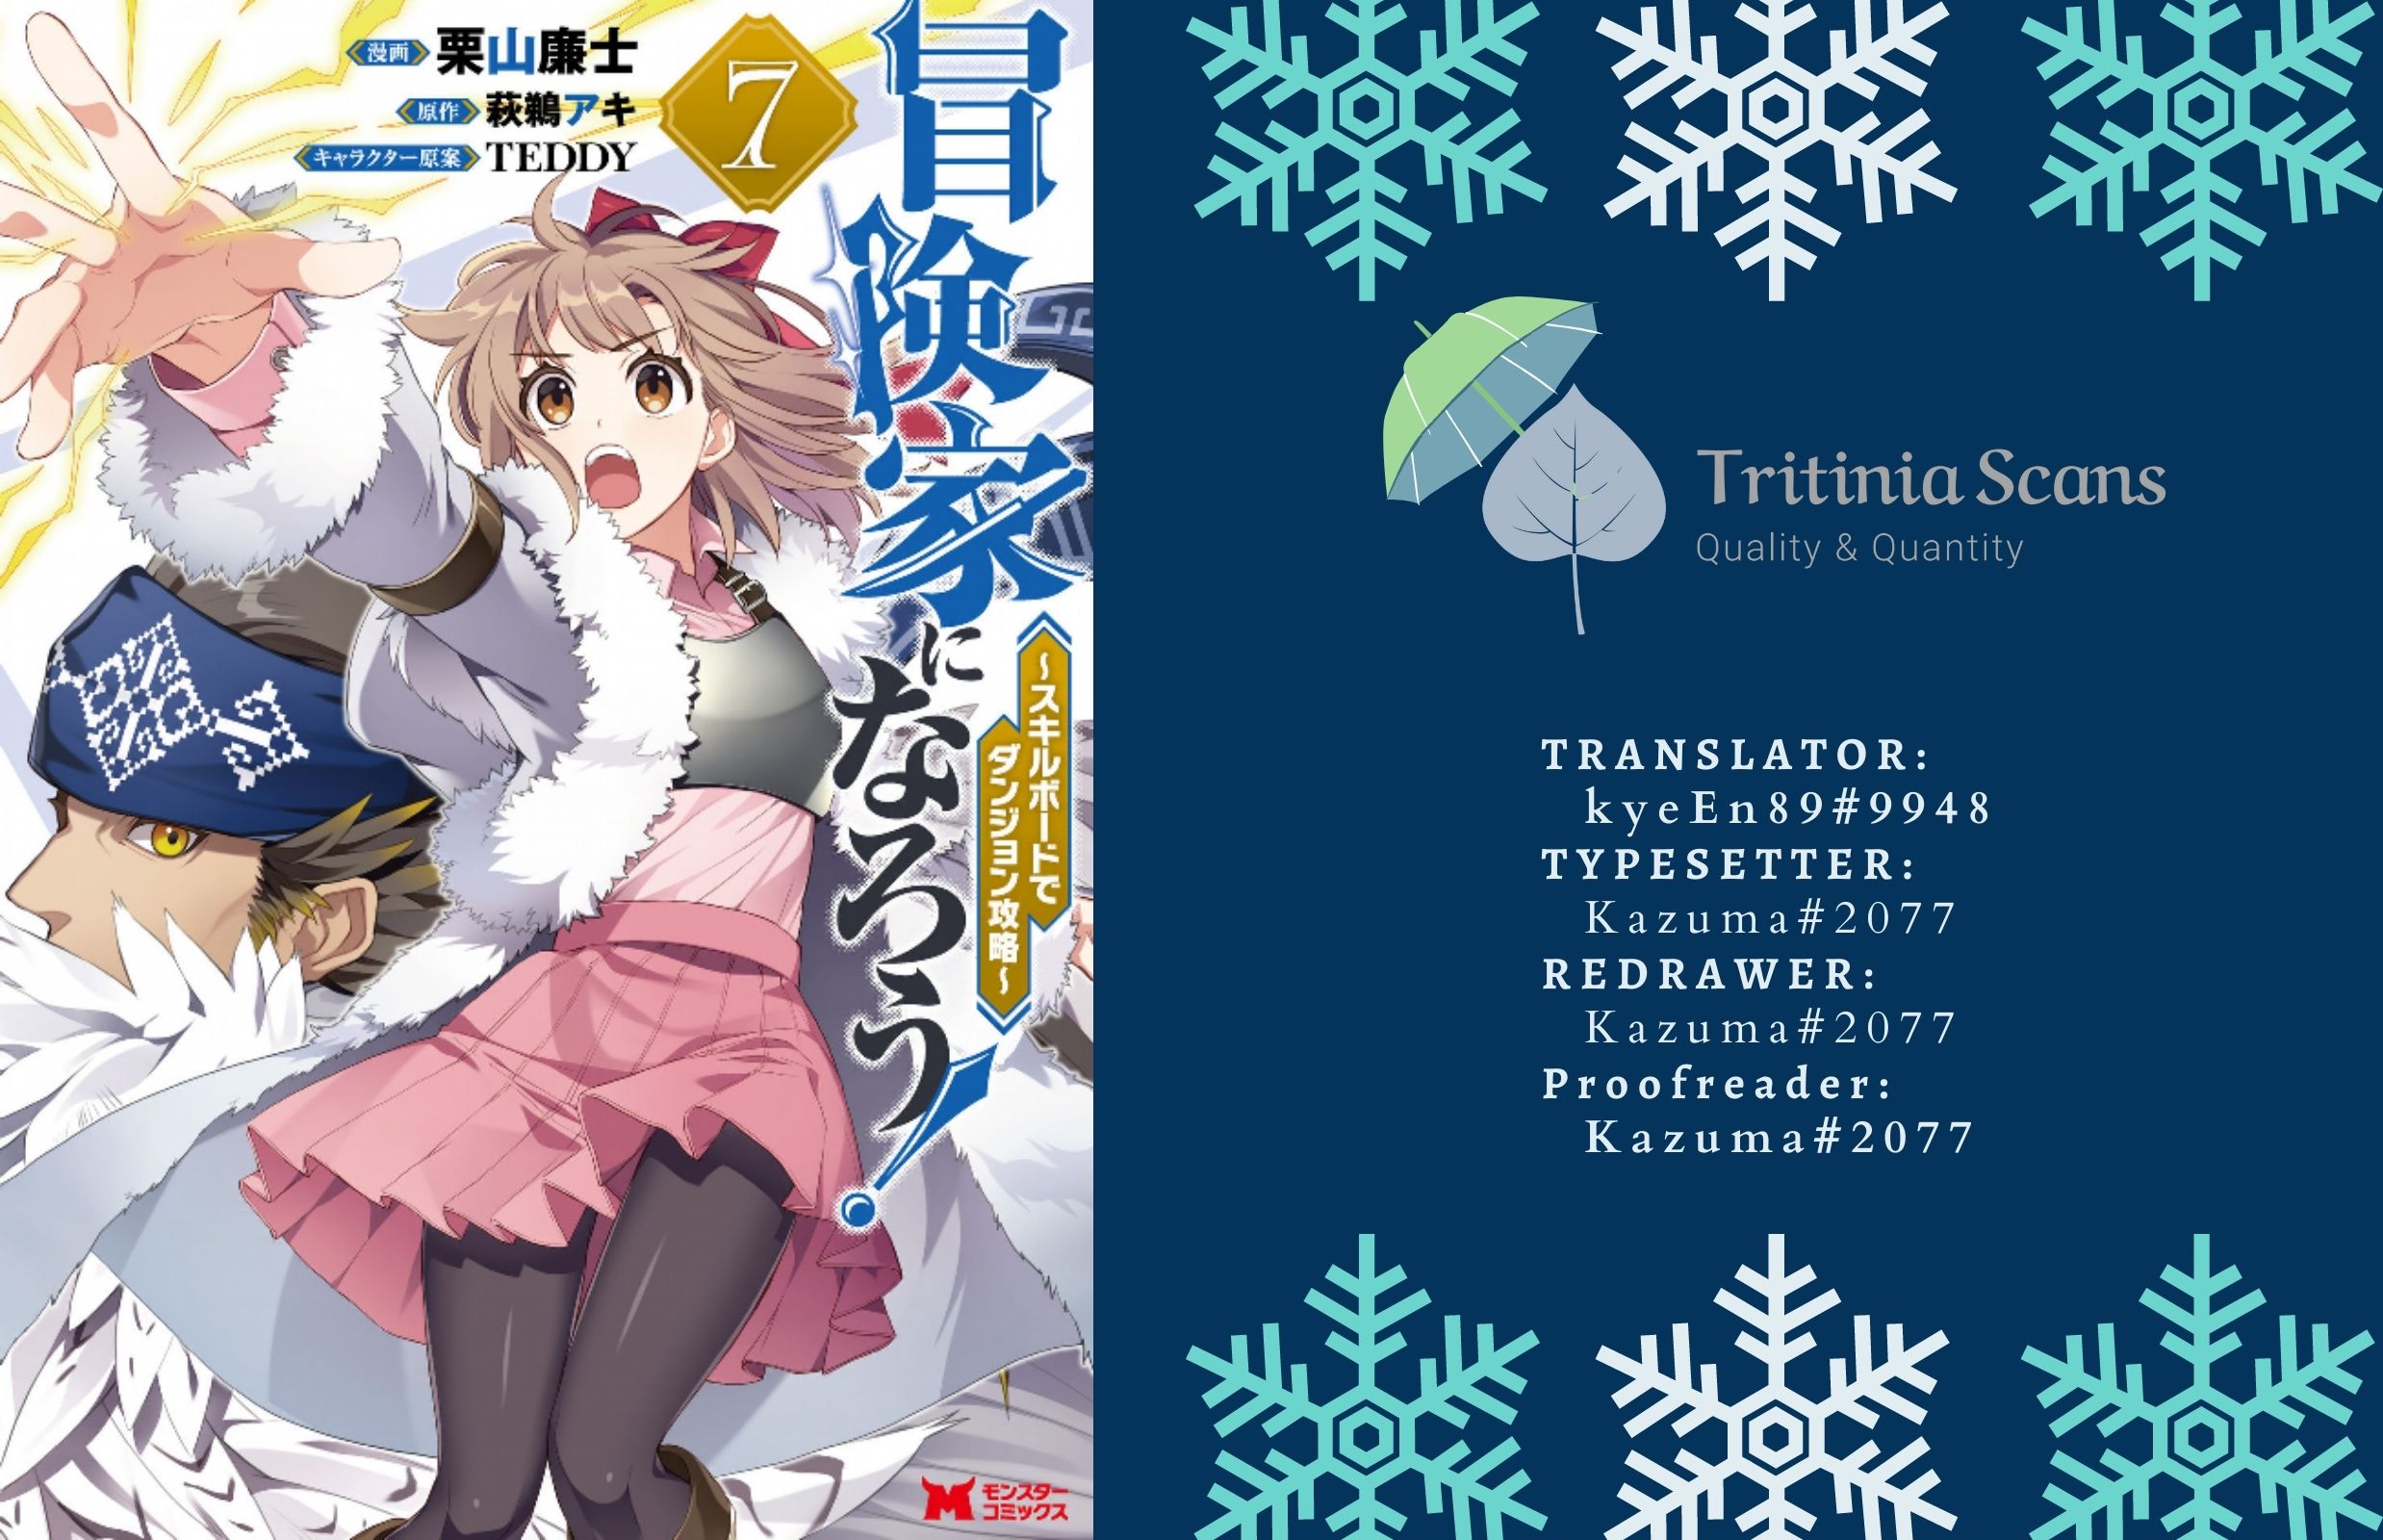 漫画 栗山廉士
原作 萩鵜アキ
キャラクター原案 TEDDY
7
冒険家になろう!
~スキルボードで
ダンジョン攻略~
モンスター
コミックス
Tritinia Scans
Quality & Quantity
TRANSLATOR:
kyeEn89#9948
TYPESETTER:
Kazuma#2077
REDRAWER:
Kazuma#2077
Proofreader:
Kazuma#2077